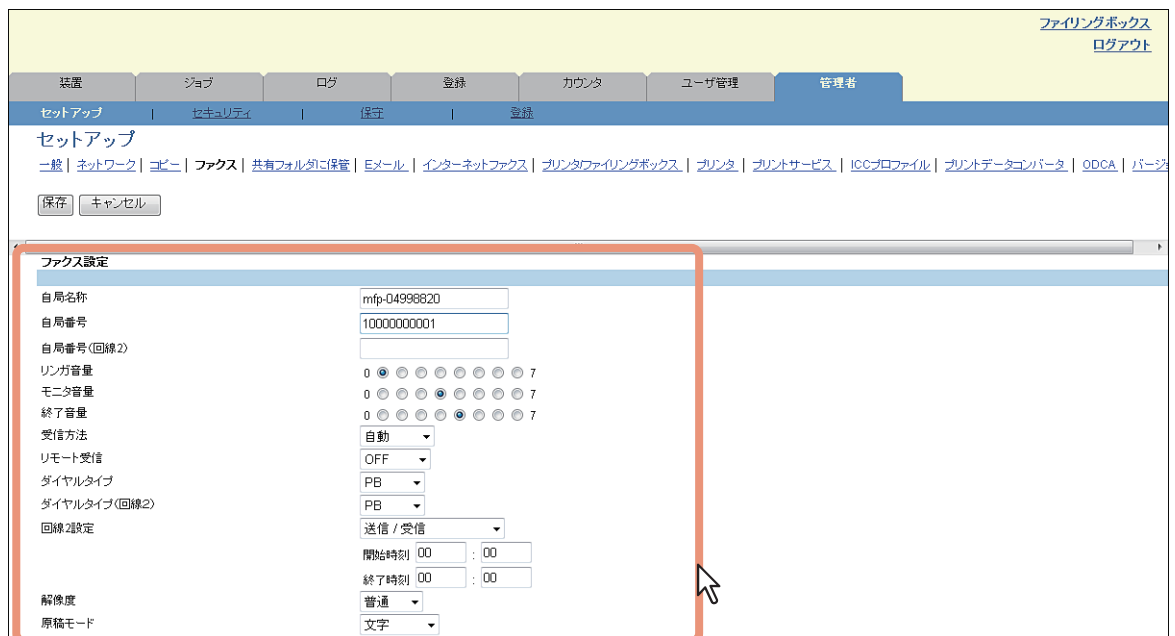 ファイリングボックス
ログアウト
装置 ジョブ ログ 登録 カウンタ ユーザ管理 管理者
セットアップ | セキュリティ | 保守 | 登録
セットアップ
一般 | ネットワーク | コピー | ファクス | 共有フォルダに保管 | Eメール | インターネットファクス | プリンタ/ファイリングボックス | プリンタ | プリントサービス | ICCプロファイル | プリントデータコンバータ | ODCA | バージ
保存 キャンセル
ファクス設定
自局名称 mfp-04998820
自局番号 10000000001
自局番号(回線2)
リンガ音量 0 7
モニタ音量 0 7
終了音量 0 7
受信方法 自動
リモート受信 OFF
ダイヤルタイプ PB
ダイヤルタイプ(回線2) PB
回線2設定 送信 / 受信
開始時刻 00 : 00
終了時刻 00 : 00
解像度 普通
原稿モード 文字